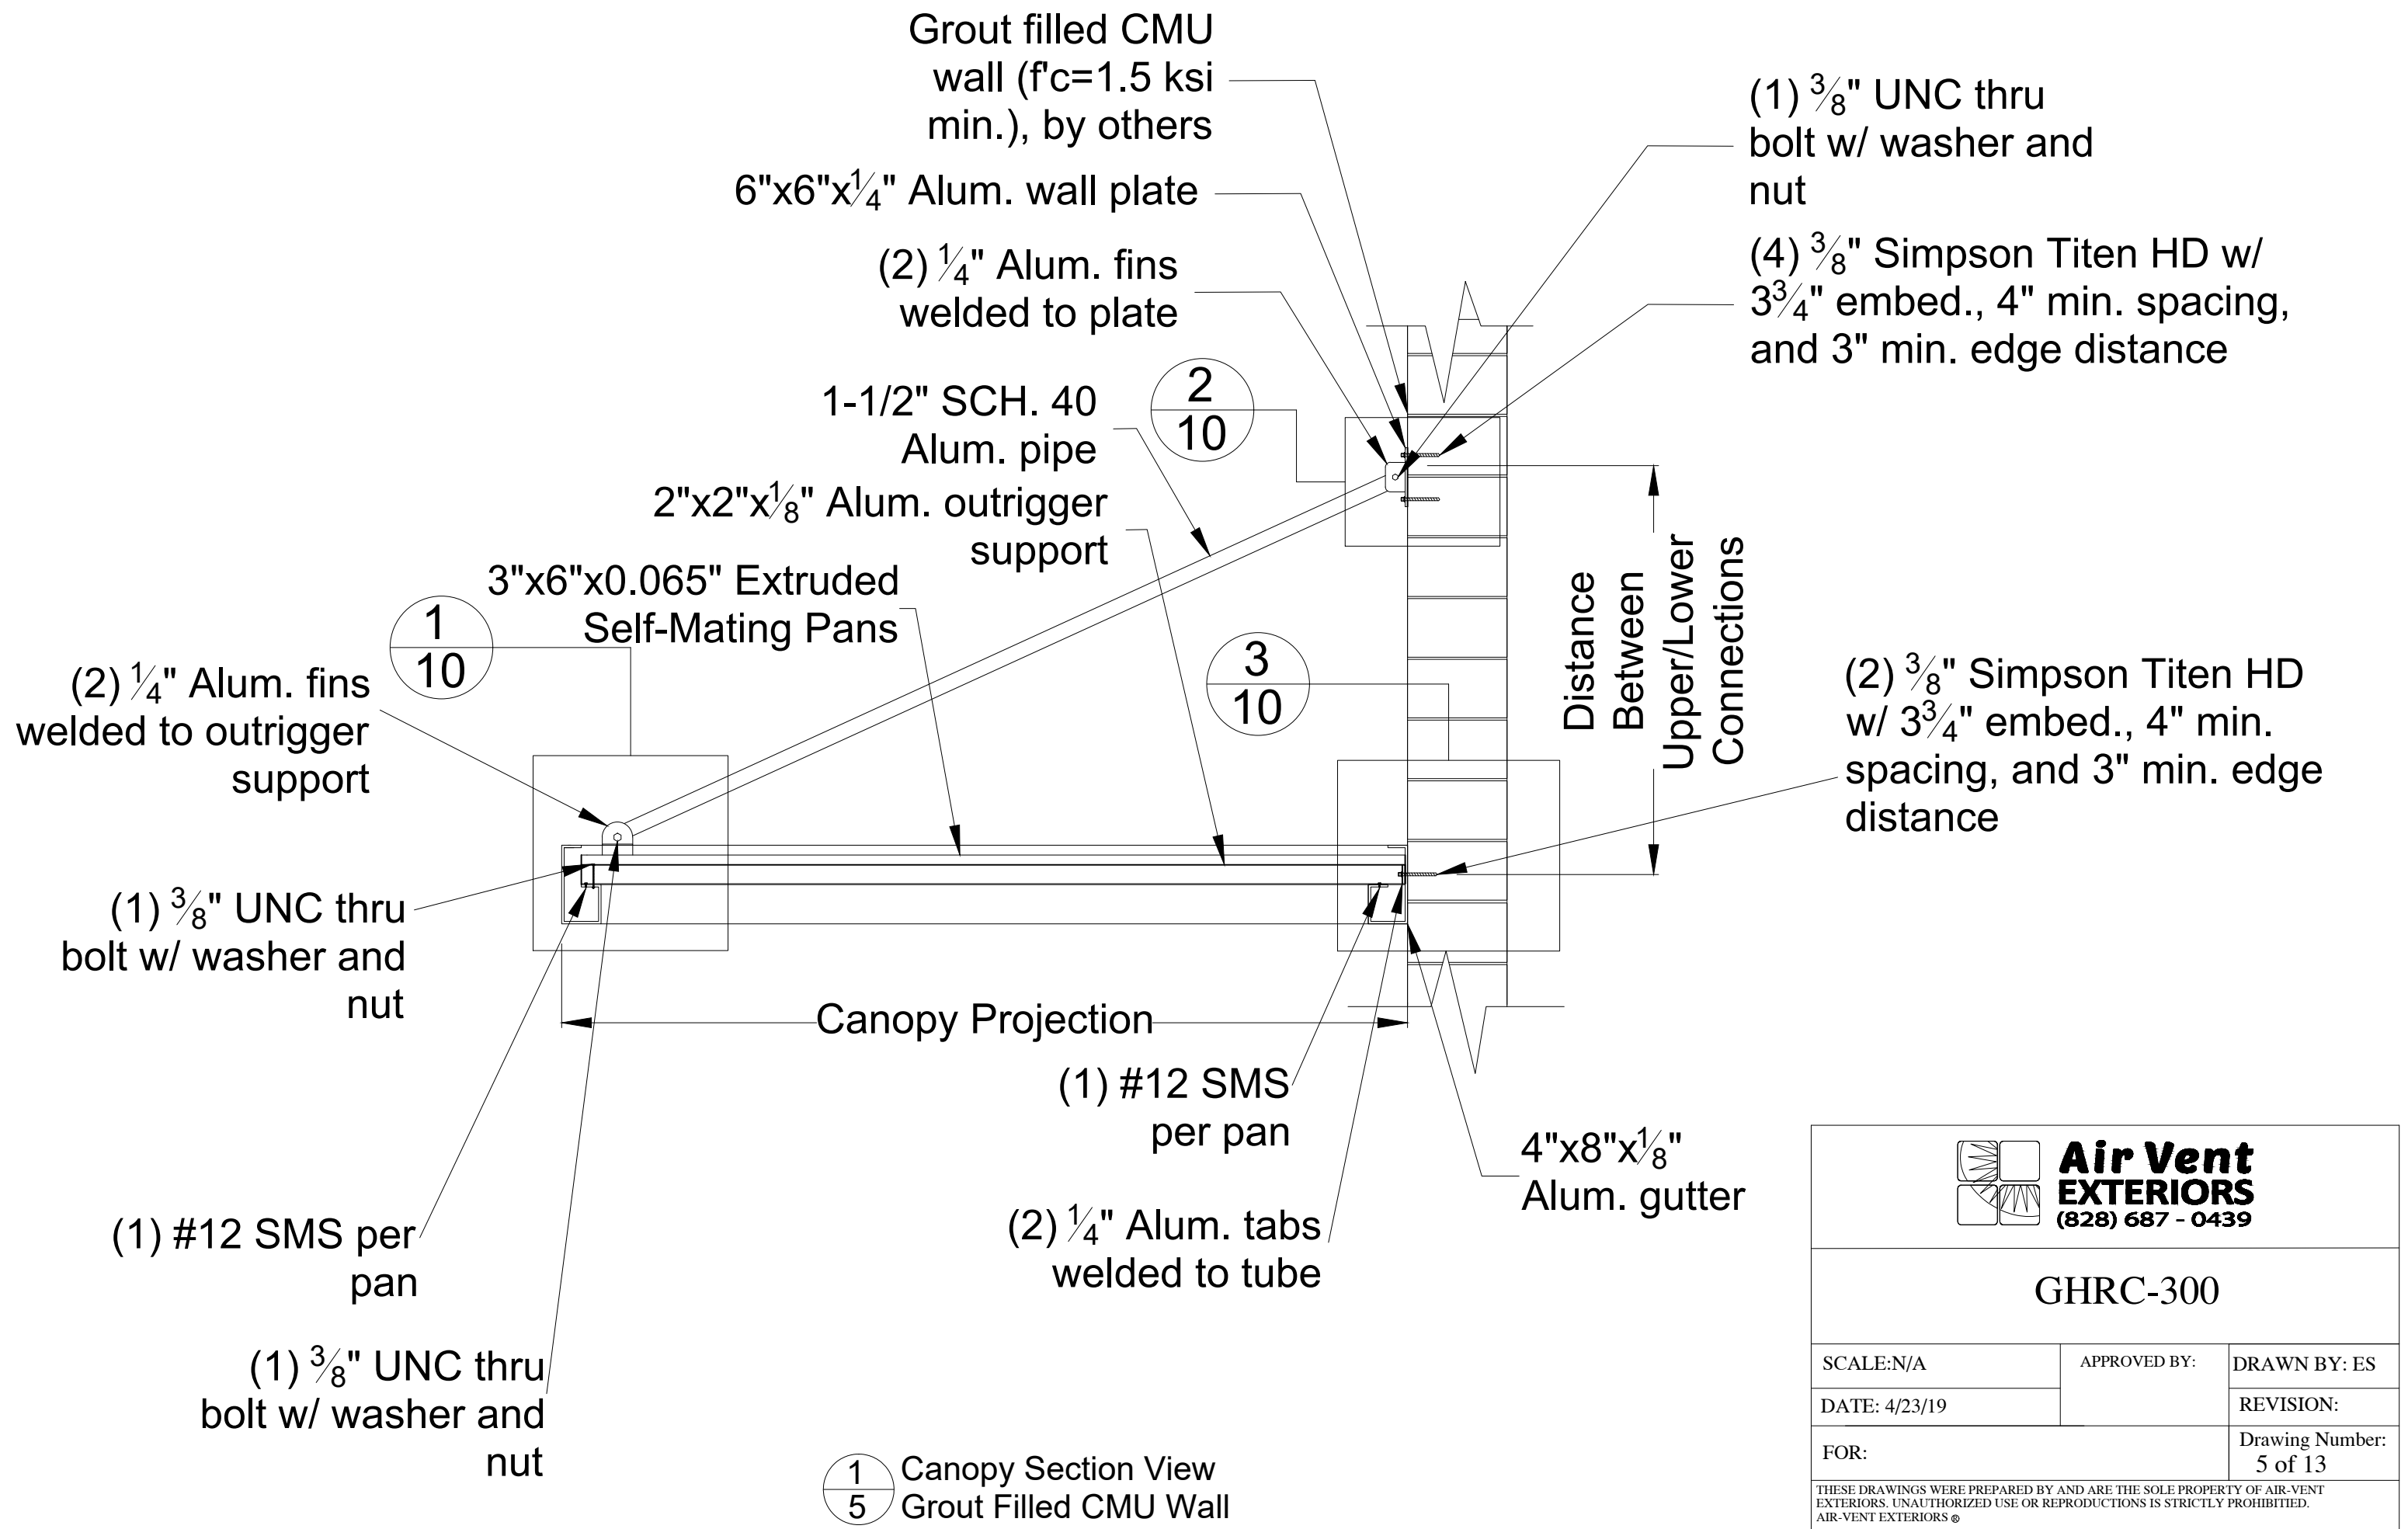 Grout filled CMU
wall (f'c=1.5 ksi
min.), by others
6"x6"x1/4" Alum. wall plate
(2) 1/4" Alum. fins
welded to plate
1-1/2" SCH. 40
Alum. pipe
2"x2"x1/8" Alum. outrigger
support
3"x6"x0.065" Extruded
Self-Mating Pans
(2) 1/4" Alum. fins
welded to outrigger
support
(1) 3/8" UNC thru
bolt w/ washer and
nut
(1) #12 SMS per
pan
(1) 3/8" UNC thru
bolt w/ washer and
nut
1
10
2
10
3
10
(1) 3/8" UNC thru
bolt w/ washer and
nut
(4) 3/8" Simpson Titen HD w/
3 3/4" embed., 4" min. spacing,
and 3" min. edge distance
Distance
Between
Upper/Lower
Connections
(2) 3/8" Simpson Titen HD
w/ 3 3/4" embed., 4" min.
spacing, and 3" min. edge
distance
Canopy Projection
(1) #12 SMS
per pan
(2) 1/4" Alum. tabs
welded to tube
4"x8"x1/8"
Alum. gutter
1
5
Canopy Section View
Grout Filled CMU Wall
Air Vent
EXTERIORS
(828) 687 - 0439
GHRC-300
SCALE:N/A
APPROVED BY:
DRAWN BY: ES
DATE: 4/23/19
REVISION:
FOR:
Drawing Number:
5 of 13
THESE DRAWINGS WERE PREPARED BY AND ARE THE SOLE PROPERTY OF AIR-VENT
EXTERIORS. UNAUTHORIZED USE OR REPRODUCTIONS IS STRICTLY PROHIBITIED.
AIR-VENT EXTERIORS ®